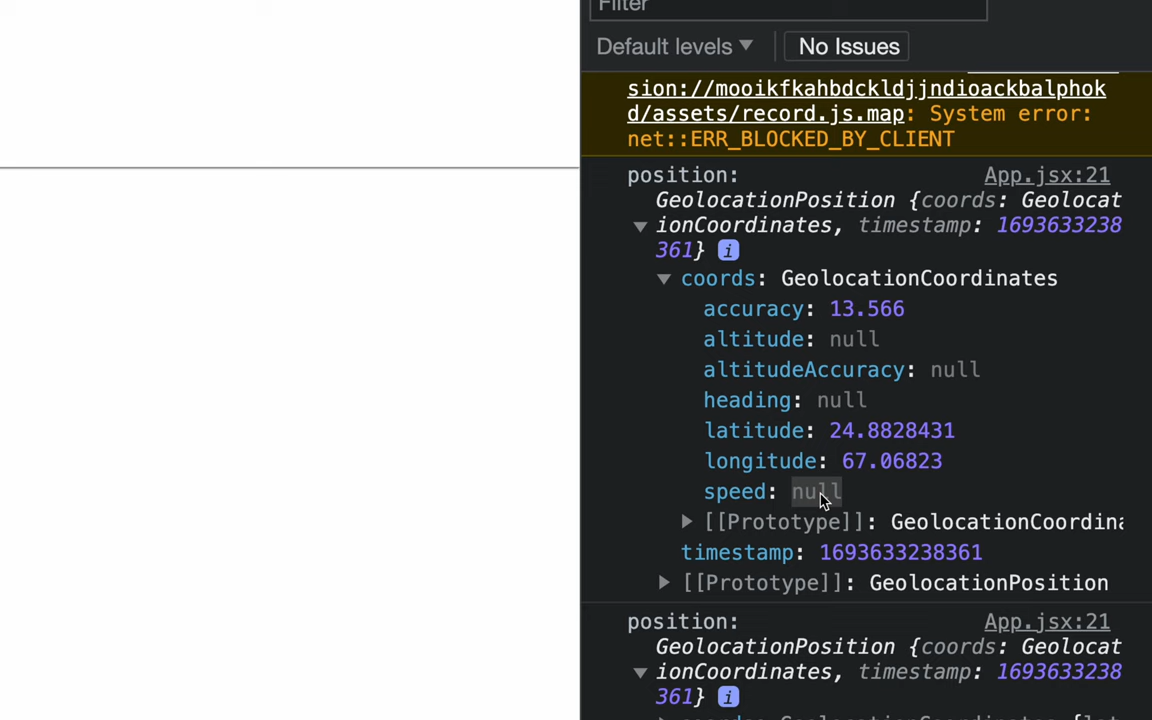 Filter
Default levels ▼ No Issues
sion://mooikfkahbdckldjjndioackbalphok
d/assets/record.js.map: System error:
net::ERR_BLOCKED_BY_CLIENT
position: App.jsx:21
GeolocationPosition {coords: Geolocat
ionCoordinates, timestamp: 1693633238
361} i
coords: GeolocationCoordinates
accuracy: 13.566
altitude: null
altitudeAccuracy: null
heading: null
latitude: 24.8828431
longitude: 67.06823
speed: null
[[Prototype]]: GeolocationCoordin
timestamp: 1693633238361
[[Prototype]]: GeolocationPosition
position: App.jsx:21
GeolocationPosition {coords: Geolocat
ionCoordinates, timestamp: 1693633238
361} i